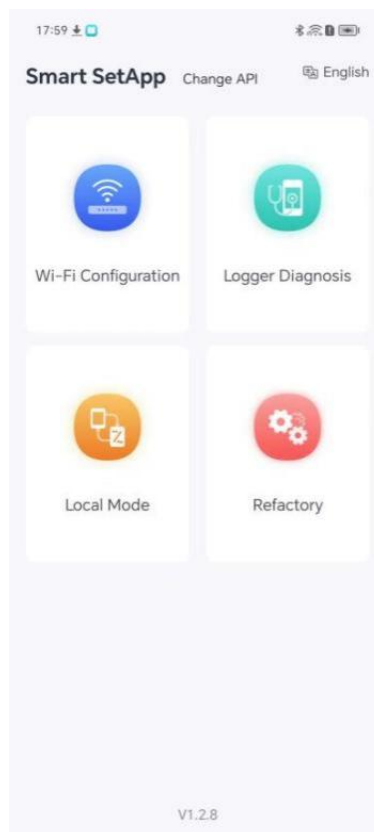 17:59
Smart SetApp Change API English
Wi-Fi Configuration Logger Diagnosis
Local Mode Refactory
V1.2.8